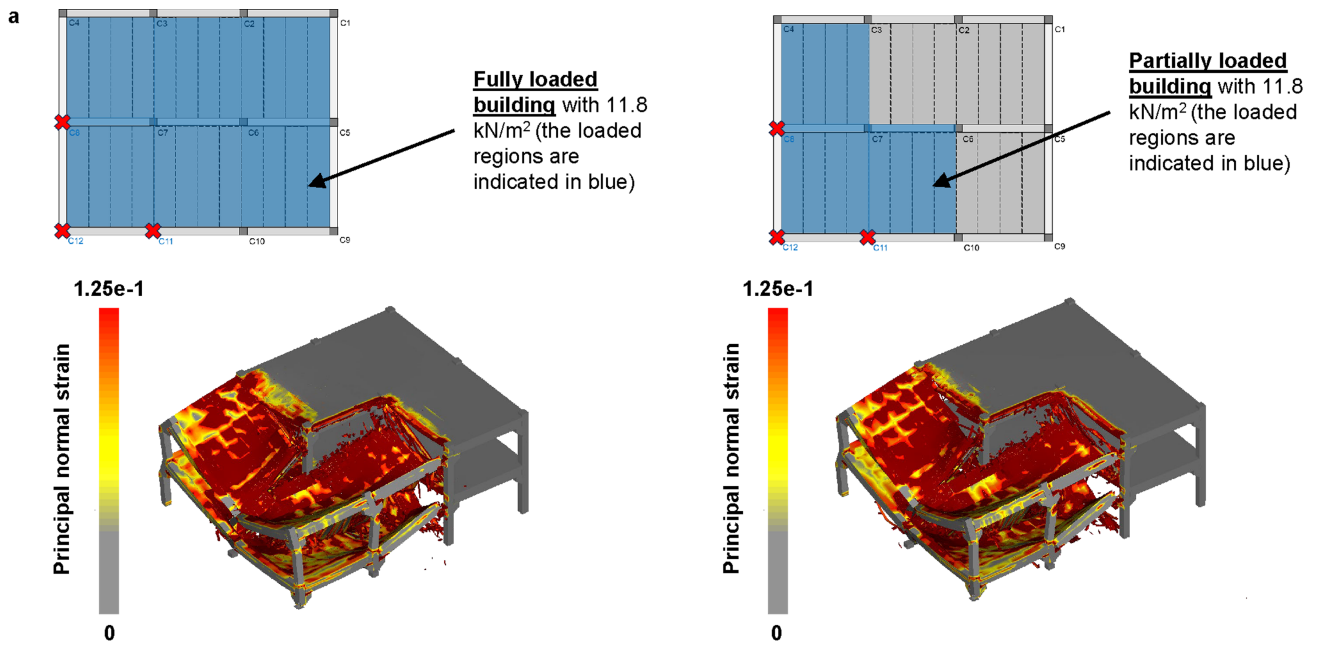 a
C4 C3 C2 C1
C8 C7 C6 C5
C12 C11 C10 C9
Fully loaded
building with 11.8
kN/m² (the loaded
regions are
indicated in blue)
C4 C3 C2 C1
C8 C7 C6 C5
C12 C11 C10 C9
Partially loaded
building with 11.8
kN/m² (the loaded
regions are
indicated in blue)
1.25e-1
Principal normal strain
0
1.25e-1
Principal normal strain
0